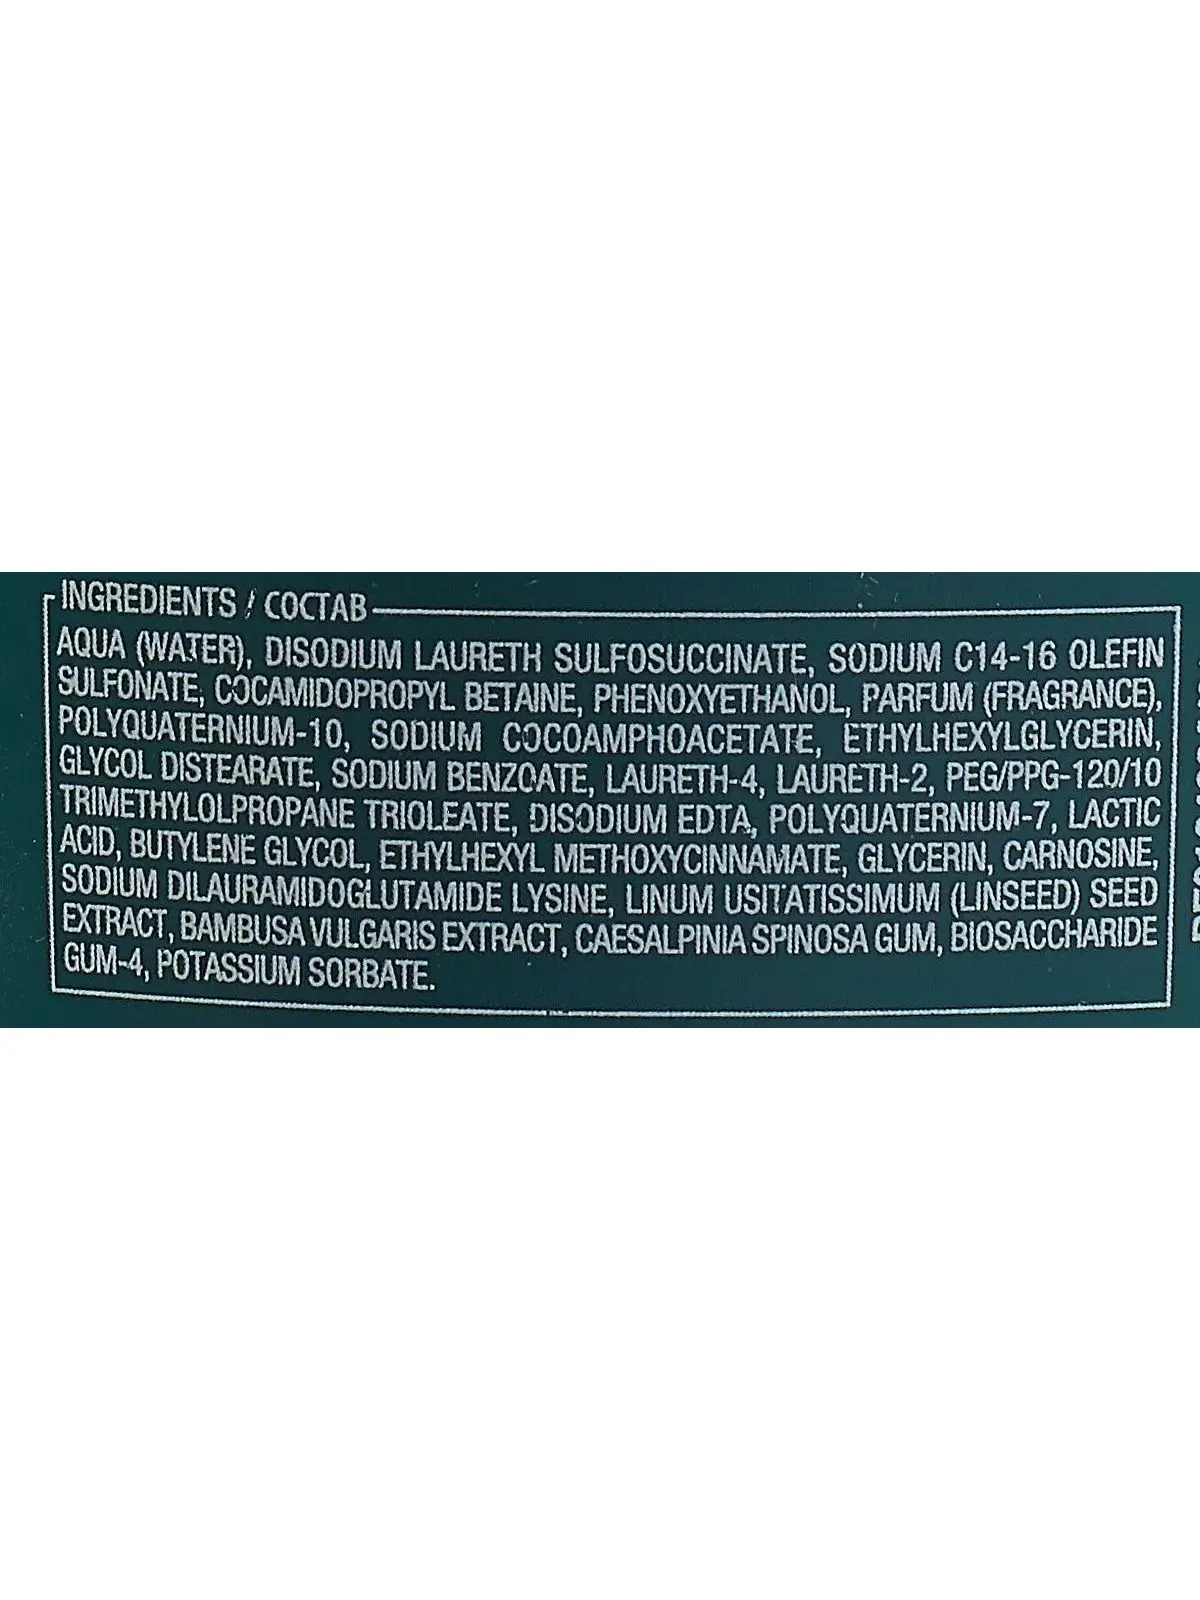 INGREDIENTS / СОСТАВ
AQUA (WATER), DISODIUM LAURETH SULFOSUCCINATE, SODIUM C14-16 OLEFIN
SULFONATE, COCAMIDOPROPYL BETAINE, PHENOXYETHANOL, PARFUM (FRAGRANCE),
POLYQUATERNIUM-10, SODIUM COCOAMPHOACETATE, ETHYLHEXYLGLYCERIN,
GLYCOL DISTEARATE, SODIUM BENZOATE, LAURETH-4, LAURETH-2, PEG/PPG-120/10
TRIMETHYLOLPROPANE TRIOLEATE, DISODIUM EDTA, POLYQUATERNIUM-7, LACTIC
ACID, BUTYLENE GLYCOL, ETHYLHEXYL METHOXYCINNAMATE, GLYCERIN, CARNOSINE,
SODIUM DILAURAMIDOGLUTAMIDE LYSINE, LINUM USITATISSIMUM (LINSEED) SEED
EXTRACT, BAMBUSA VULGARIS EXTRACT, CAESALPINIA SPINOSA GUM, BIOSACCHARIDE
GUM-4, POTASSIUM SORBATE.